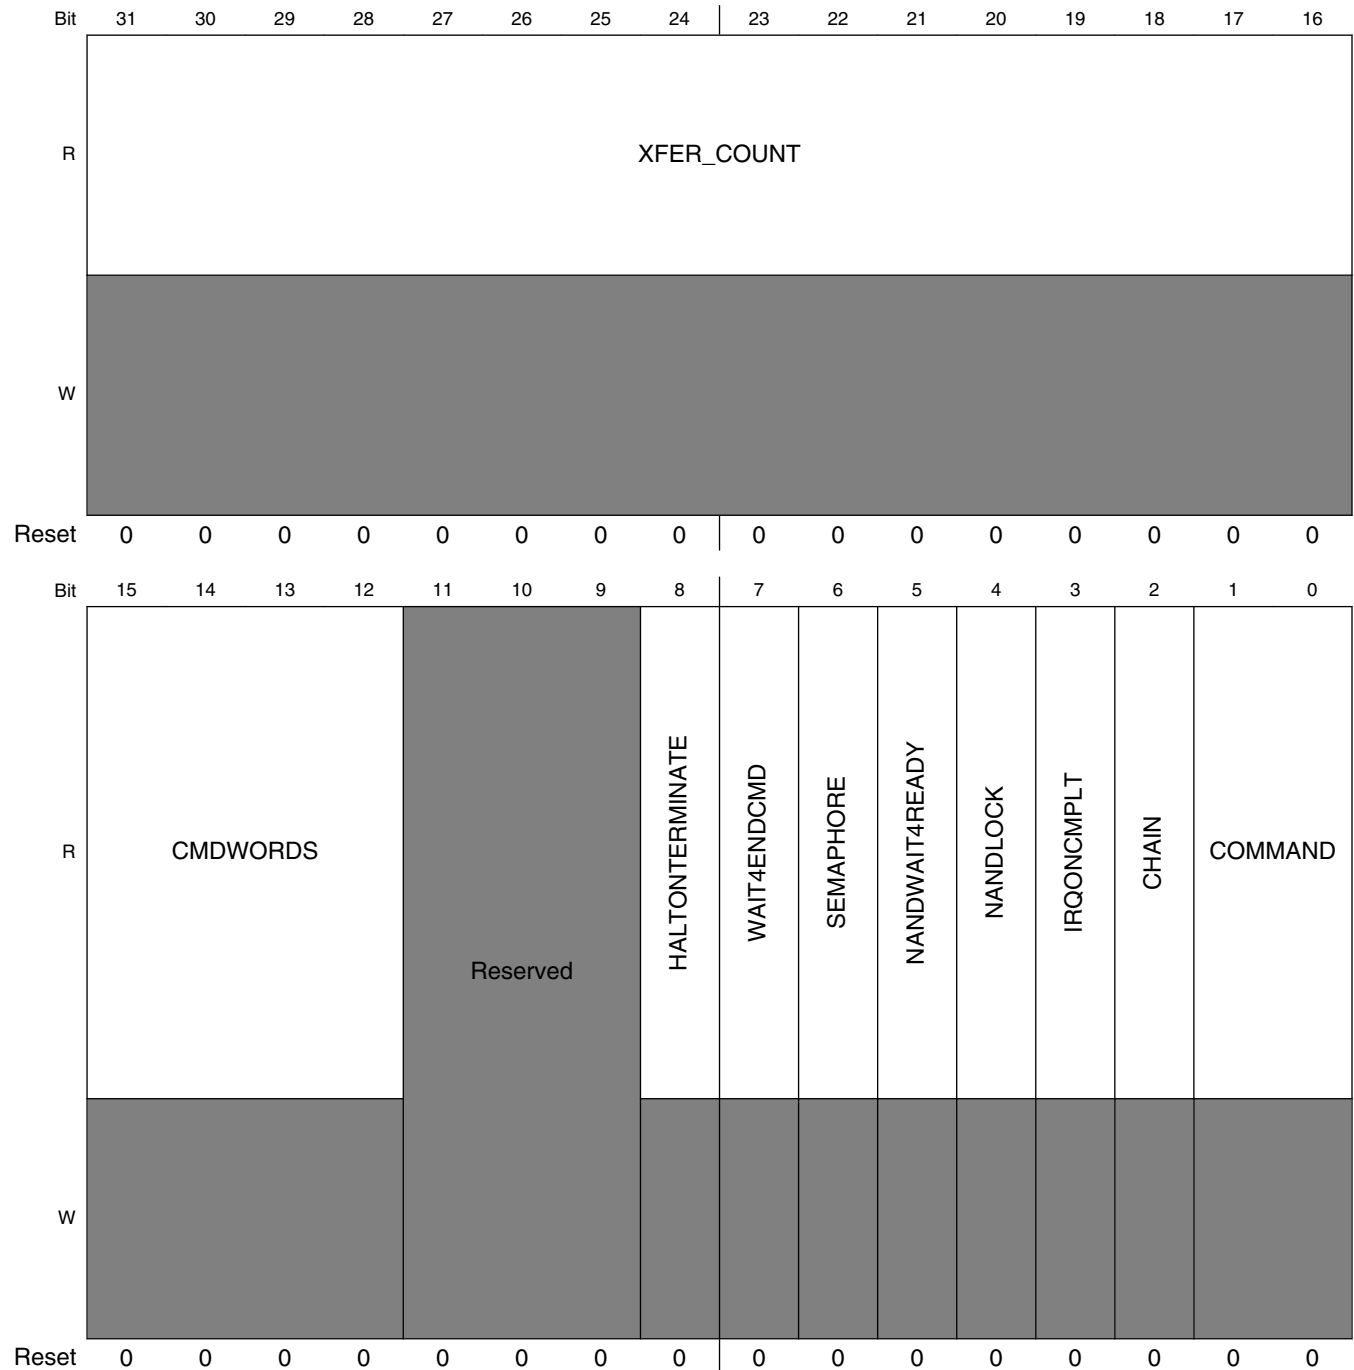 Bit 31 30 29 28 27 26 25 24 23 22 21 20 19 18 17 16
R XFER_COUNT
W
Reset 0 0 0 0 0 0 0 0 0 0 0 0 0 0 0 0
Bit 15 14 13 12 11 10 9 8 7 6 5 4 3 2 1 0
R CMDWORDS Reserved HALTONTERMINATE WAIT4ENDCMD SEMAPHORE NANDWAIT4READY NANDLOCK IRQONCMPLT CHAIN COMMAND
W
Reset 0 0 0 0 0 0 0 0 0 0 0 0 0 0 0 0